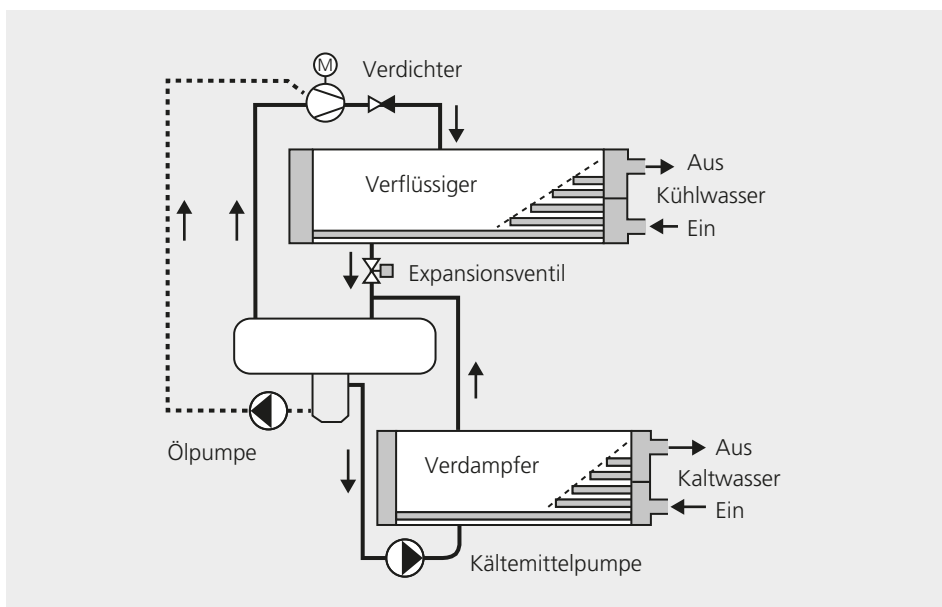 M
Verdichter
Verflüssiger
Aus
Kühlwasser
Ein
Expansionsventil
Ölpumpe
Verdampfer
Aus
Kaltwasser
Ein
Kältemittelpumpe